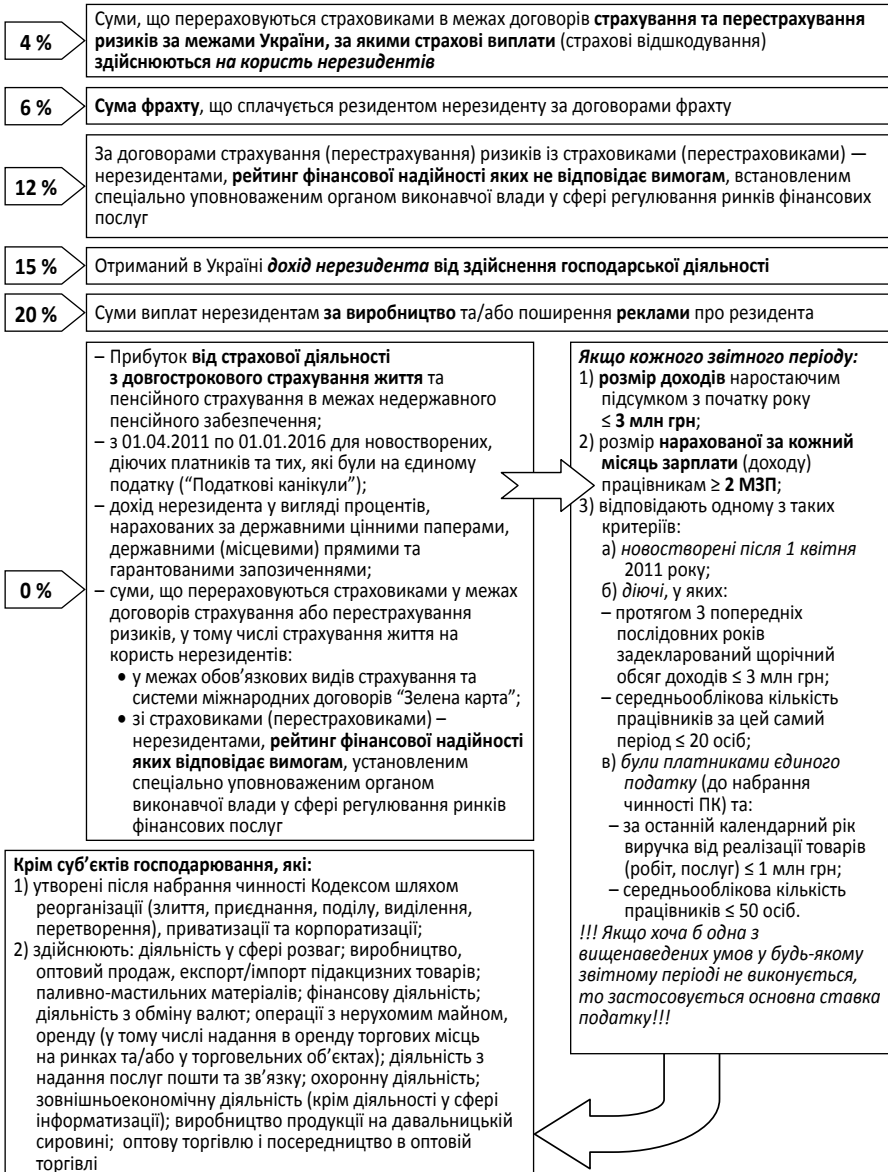 4 %
Суми, що перераховуються страховиками в межах договорів страхування та перестрахування
ризиків за межами України, за якими страхові виплати (страхові відшкодування)
здійснюються на користь нерезидентів
6 %
Сума фрахту, що сплачується резидентом нерезиденту за договорами фрахту
12 %
За договорами страхування (перестрахування) ризиків із страховиками (перестраховиками) —
нерезидентами, рейтинг фінансової надійності яких не відповідає вимогам, встановленим
спеціально уповноваженим органом виконавчої влади у сфері регулювання ринків фінансових
послуг
15 %
Отриманий в Україні дохід нерезидента від здійснення господарської діяльності
20 %
Суми виплат нерезидентам за виробництво та/або поширення реклами про резидента
0 %
– Прибуток від страхової діяльності
з довгострокового страхування життя та
пенсійного страхування в межах недержавного
пенсійного забезпечення;
– з 01.04.2011 по 01.01.2016 для новостворених,
діючих платників та тих, які були на єдиному
податку ("Податкові канікули");
– дохід нерезидента у вигляді процентів,
нарахованих за державними цінними паперами,
державними (місцевими) прямими та
гарантованими запозиченнями;
– суми, що перераховуються страховиками у межах
договорів страхування або перестрахування
ризиків, у тому числі страхування життя на
користь нерезидентів:
• у межах обов'язкових видів страхування та
системи міжнародних договорів "Зелена карта";
• зі страховиками (перестраховиками) –
нерезидентами, рейтинг фінансової надійності
яких відповідає вимогам, установленим
спеціально уповноваженим органом
виконавчої влади у сфері регулювання ринків
фінансових послуг
Якщо кожного звітного періоду:
1) розмір доходів наростаючим
підсумком з початку року
≤ 3 млн грн;
2) розмір нарахованої за кожний
місяць зарплати (доходу)
працівникам ≥ 2 МЗП;
3) відповідають одному з таких
критеріїв:
а) новостворені після 1 квітня
2011 року;
б) діючі, у яких:
– протягом 3 попередніх
послідовних років
задекларований щорічний
обсяг доходів ≤ 3 млн грн;
– середньооблікова кількість
працівників за цей самий
період ≤ 20 осіб;
в) були платниками єдиного
податку (до набрання
чинності ПК) та:
– за останній календарний рік
виручка від реалізації товарів
(робіт, послуг) ≤ 1 млн грн;
– середньооблікова кількість
працівників ≤ 50 осіб.
!!! Якщо хоча б одна з
вищенаведених умов у будь-якому
звітному періоді не виконується,
то застосовується основна ставка
податку!!!
Крім суб'єктів господарювання, які:
1) утворені після набрання чинності Кодексом шляхом
реорганізації (злиття, приєднання, поділу, виділення,
перетворення), приватизації та корпоратизації;
2) здійснюють: діяльність у сфері розваг; виробництво,
оптовий продаж, експорт/імпорт підакцизних товарів;
паливно-мастильних матеріалів; фінансову діяльність;
діяльність з обміну валют; операції з нерухомим майном,
оренду (у тому числі надання в оренду торгових місць
на ринках та/або у торговельних об'єктах); діяльність з
надання послуг пошти та зв'язку; охоронну діяльність;
зовнішньоекономічну діяльність (крім діяльності у сфері
інформатизації); виробництво продукції на давальницькій
сировині; оптову торгівлю і посередництво в оптовій
торгівлі